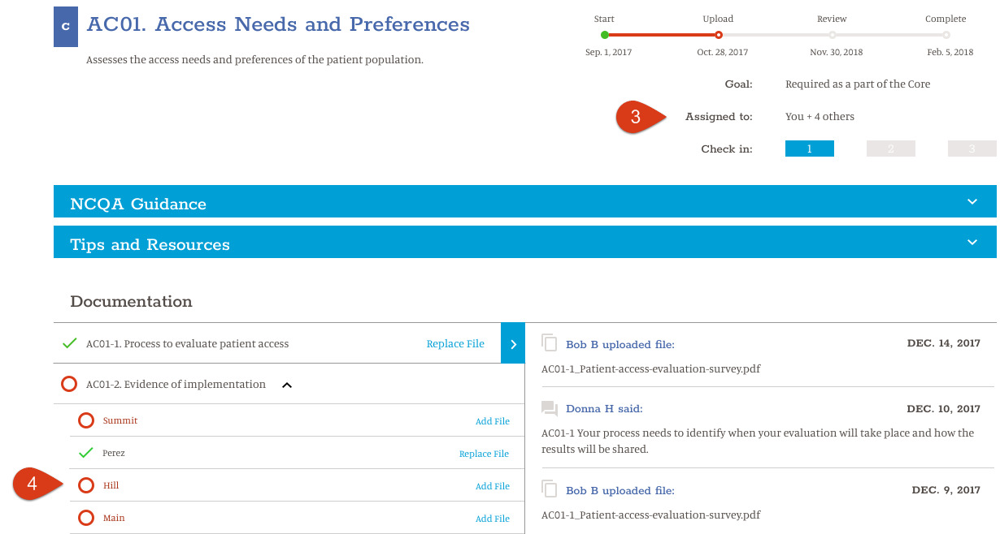 C
AC01. Access Needs and Preferences
Assesses the access needs and preferences of the patient population.
Start Upload Review Complete
Sep. 1, 2017 Oct. 28, 2017 Nov. 30, 2018 Feb. 5, 2018
Goal: Required as a part of the Core
3
Assigned to: You + 4 others
Check in: 1 2 3
NCQA Guidance
Tips and Resources
Documentation
AC01-1. Process to evaluate patient access Replace File
AC01-2. Evidence of implementation
Summit Add File
Perez Replace File
4
Hill Add File
Main Add File
Bob B uploaded file: DEC. 14, 2017
AC01-1_Patient-access-evaluation-survey.pdf
Donna H said: DEC. 10, 2017
AC01-1 Your process needs to identify when your evaluation will take place and how the
results will be shared.
Bob B uploaded file: DEC. 9, 2017
AC01-1_Patient-access-evaluation-survey.pdf